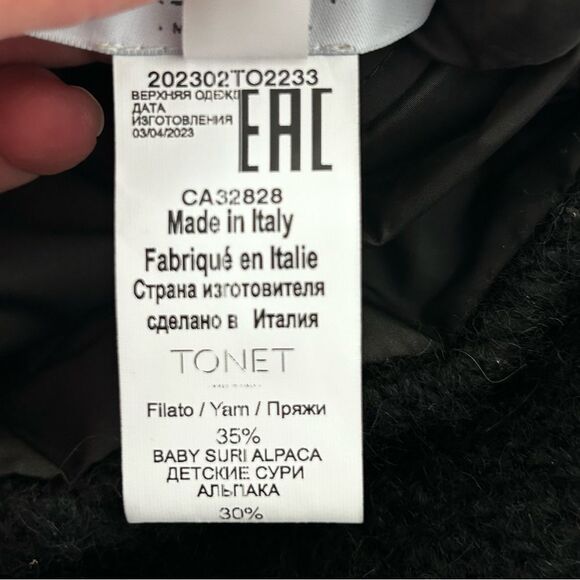 202302TO2233
ВЕРХНЯЯ ОДЕЖД
ДАТА
ИЗГОТОВЛЕНИЯ
03/04/2023
EAC
CA32828
Made in Italy
Fabriqué en Italie
Страна изготовителя
сделано в Италия
TONET
Filato / Yarn / Пряжи
35%
BABY SURI ALPACA
ДЕТСКИЕ СУРИ
АЛЬПАКА
30%